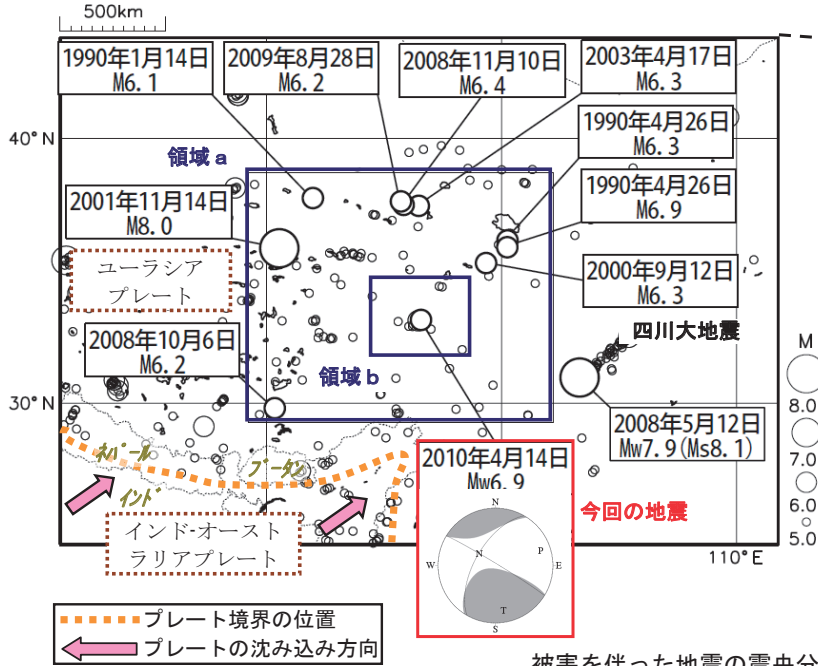 500km
1990年1月14日
M6.1
2009年8月28日
M6.2
2008年11月10日
M6.4
2003年4月17日
M6.3
40°N
領域a
1990年4月26日
M6.3
2001年11月14日
M8.0
1990年4月26日
M6.9
ユーラシア
プレート
2000年9月12日
M6.3
四川大地震
2008年10月6日
M6.2
領域b
M
8.0
7.0
6.0
5.0
30°N
2008年5月12日
Mw7.9(Ms8.1)
ネパール
ブータン
インド
2010年4月14日
Mw6.9
N
N
P
W
E
T
S
今回の地震
インド-オースト
ラリアプレート
110°E
プレート境界の位置
プレートの沈み込み方向